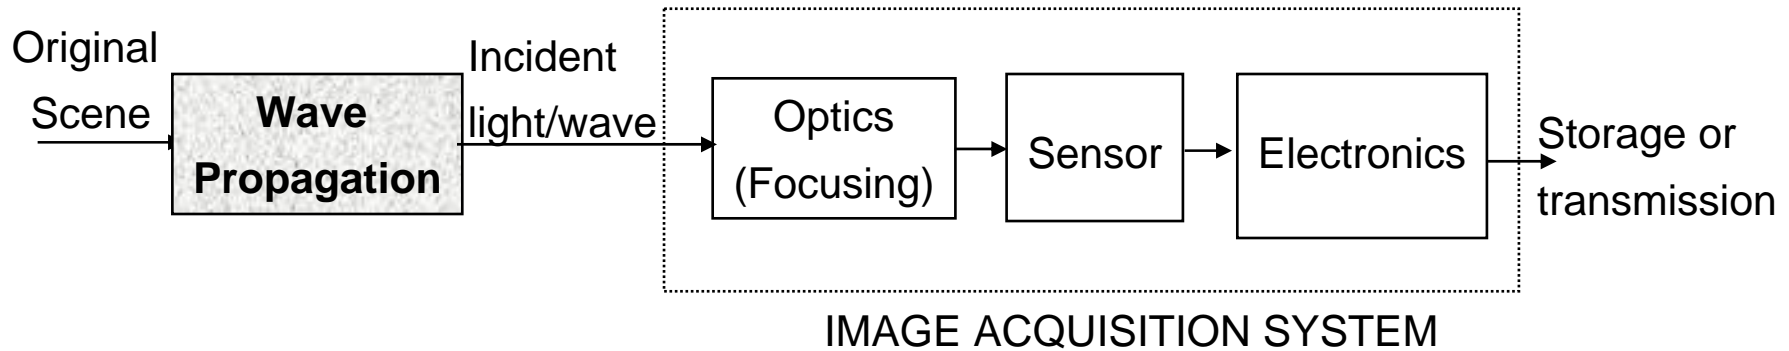 Original
Scene
Wave
Propagation
Incident
light/wave
Optics
(Focusing)
Sensor
Electronics
Storage or
transmission
IMAGE ACQUISITION SYSTEM